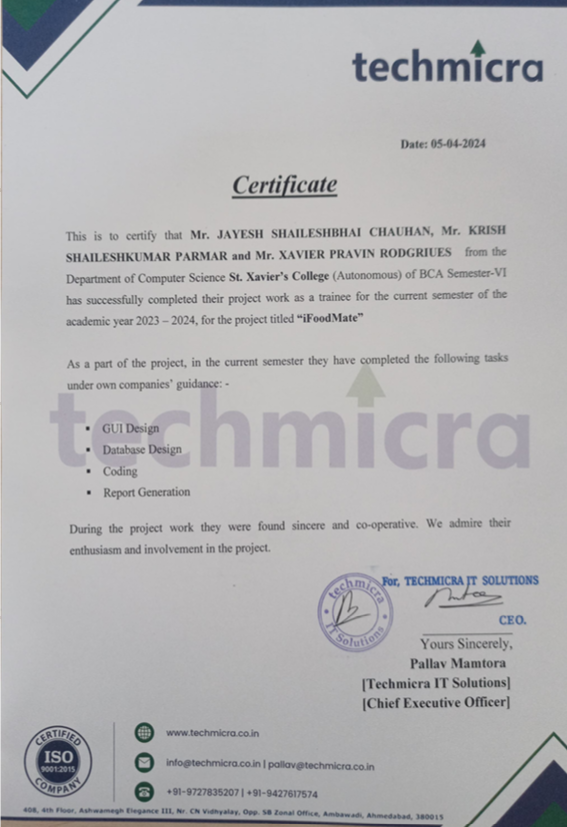 techmicra
Date: 05-04-2024
Certificate
This is to certify that Mr. JAYESH SHAILESHBHAI CHAUHAN, Mr. KRISH
SHAILESHKUMAR PARMAR and Mr. XAVIER PRAVIN RODGRIUES from the
Department of Computer Science St. Xavier's College (Autonomous) of BCA Semester-VI
has successfully completed their project work as a trainee for the current semester of the
academic year 2023 – 2024, for the project titled “iFoodMate”
As a part of the project, in the current semester they have completed the following tasks
under own companies’ guidance: -
techmicra
▪ GUI Design
▪ Database Design
▪ Coding
▪ Report Generation
During the project work they were found sincere and co-operative. We admire their
enthusiasm and involvement in the project.
techmicra
IT Solutions
For, TECHMICRA IT SOLUTIONS
CEO.
Yours Sincerely,
Pallav Mamtora
[Techmicra IT Solutions]
[Chief Executive Officer]
CERTIFIED
ISO
9001:2015
COMPANY
www.techmicra.co.in
info@techmicra.co.in | pallav@techmicra.co.in
+91-9727835207 | +91-9427617574
408, 4th Floor, Ashwamegh Elegance III, Nr. CN Vidhyalay, Opp. SB Zonal Office, Ambawadi, Ahmedabad, 380015